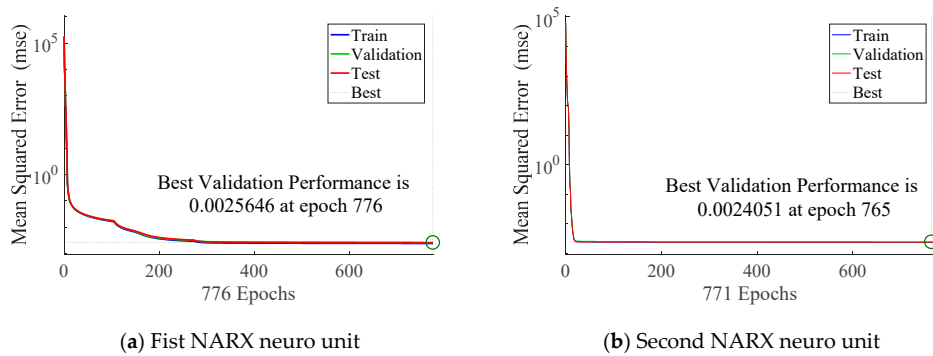 Mean Squared Error (mse)
10^5
10^0
Train
Validation
Test
Best
Best Validation Performance is
0.0025646 at epoch 776
0
200
400
600
776 Epochs
(a) Fist NARX neuro unit
Mean Squared Error (mse)
10^5
10^0
Train
Validation
Test
Best
Best Validation Performance is
0.0024051 at epoch 765
0
200
400
600
771 Epochs
(b) Second NARX neuro unit